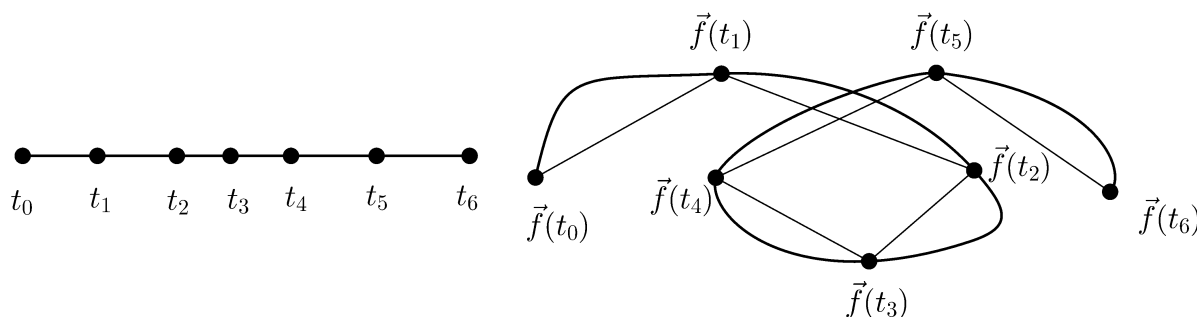 t₀ t₁ t₂ t₃ t₄ t₅ t₆
f⃗(t₁) f⃗(t₅)
f⃗(t₄) f⃗(t₂)
f⃗(t₀) f⃗(t₆)
f⃗(t₃)